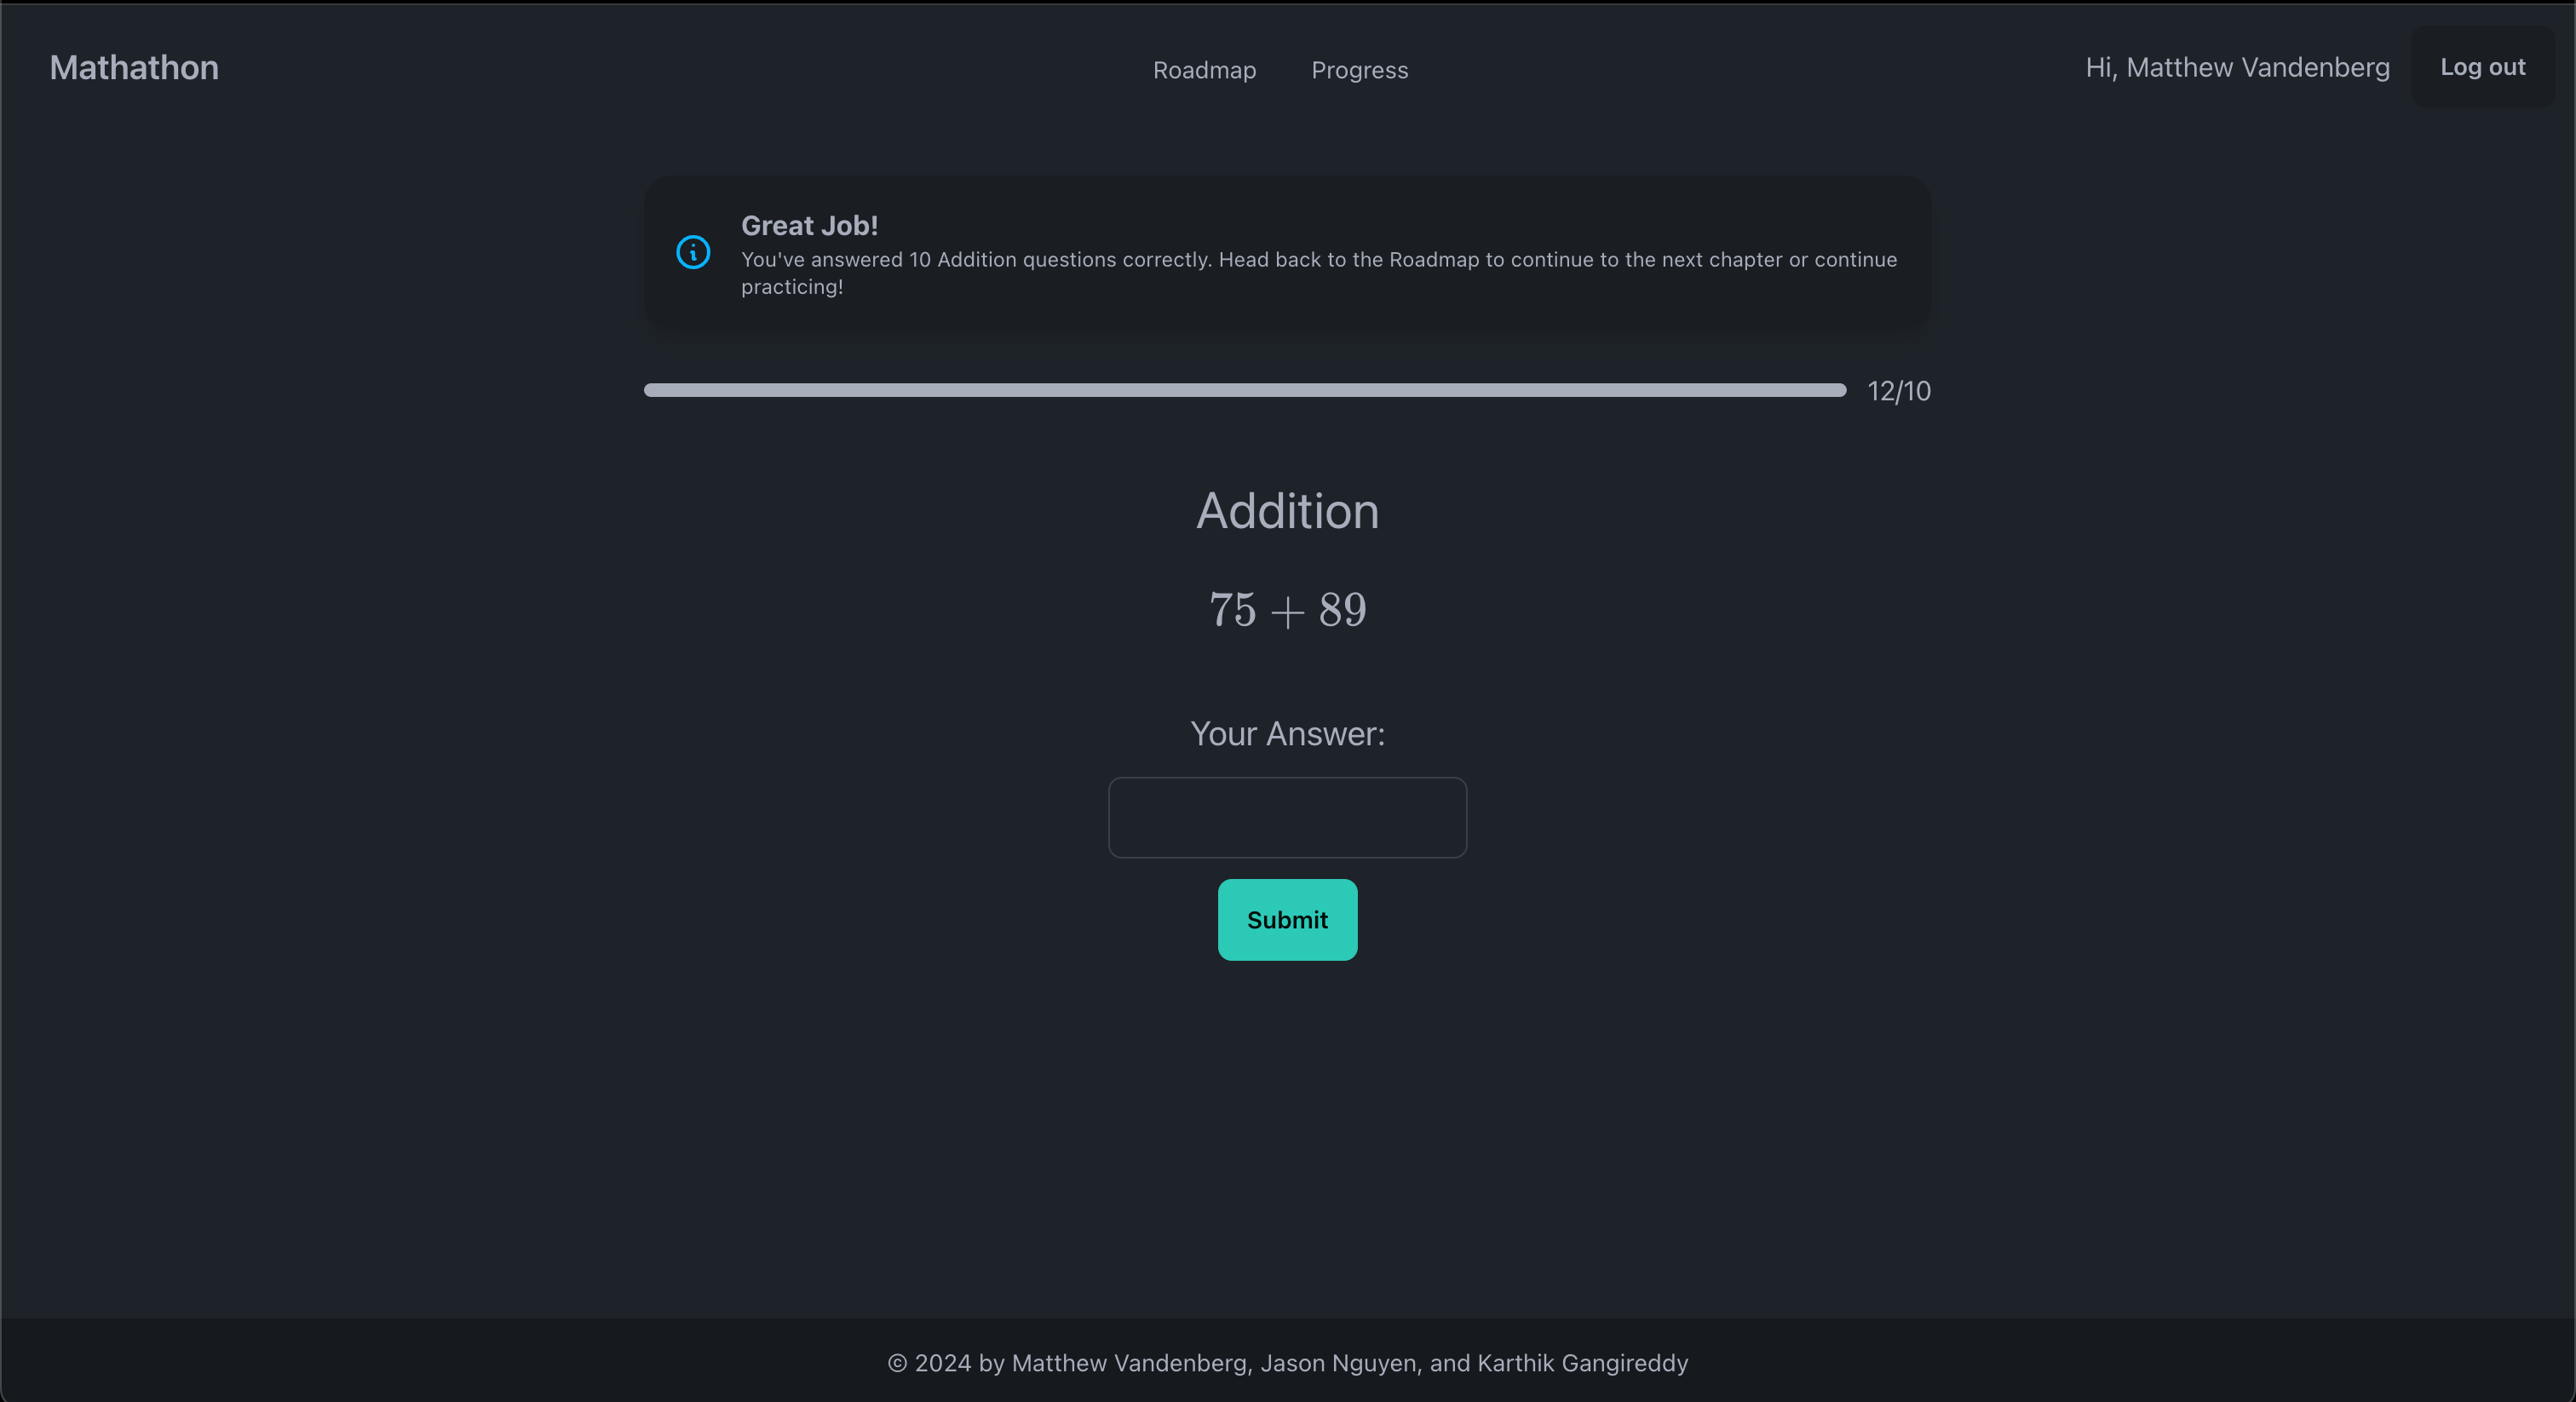 Mathathon
Roadmap
Progress
Hi, Matthew Vandenberg
Log out
Great Job!
You've answered 10 Addition questions correctly. Head back to the Roadmap to continue to the next chapter or continue
practicing!
12/10
Addition
75 + 89
Your Answer:
Submit
© 2024 by Matthew Vandenberg, Jason Nguyen, and Karthik Gangireddy